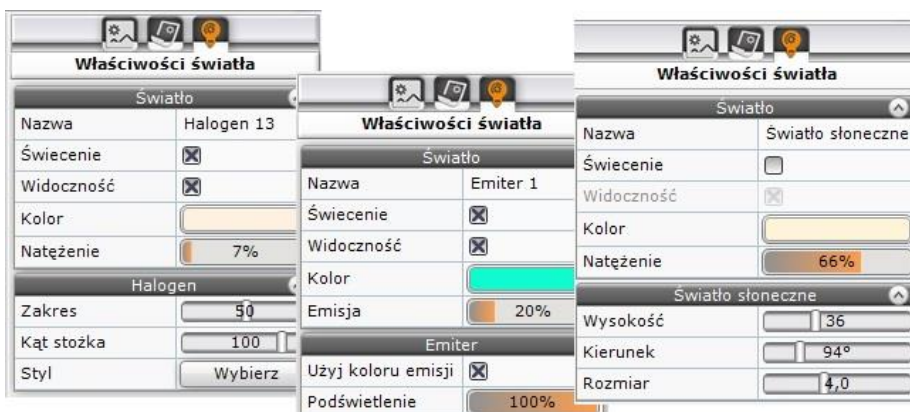 Właściwości światła
Światło
Nazwa Halogen 13
Świecenie
Widoczność
Kolor
Natężenie 7%
Halogen
Zakres 50
Kąt stożka 100
Styl Wybierz
Właściwości światła
Światło
Nazwa Emiter 1
Świecenie
Widoczność
Kolor
Emisja 20%
Emiter
Użyj koloru emisji
Podświetlenie 100%
Właściwości światła
Światło
Nazwa Światło słoneczne
Świecenie
Widoczność
Kolor
Natężenie 66%
Światło słoneczne
Wysokość 36
Kierunek 94°
Rozmiar 4,0